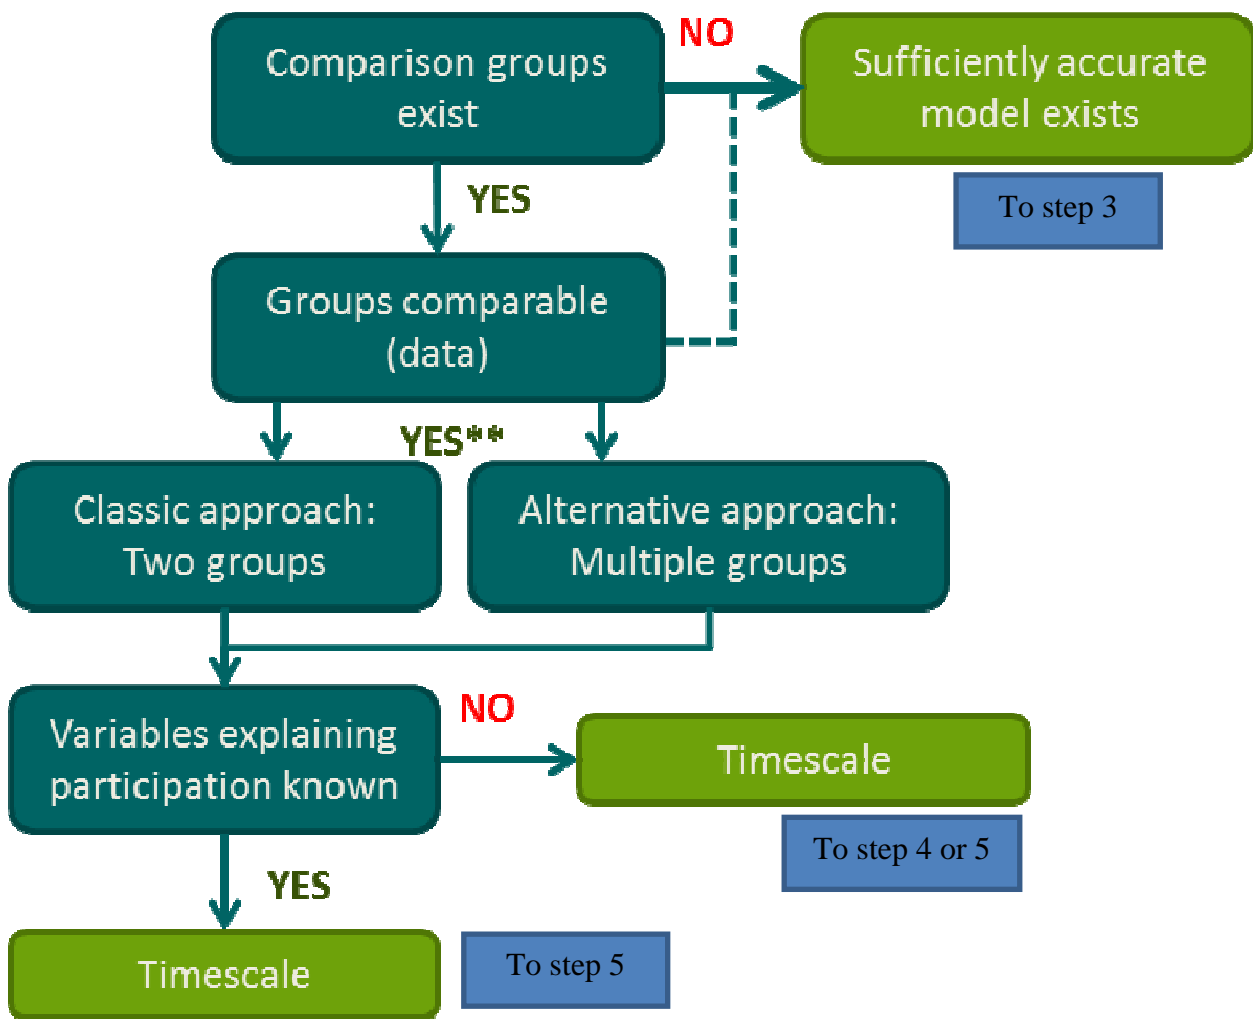 Comparison groups
exist
NO
Sufficiently accurate
model exists
To step 3
YES
Groups comparable
(data)
YES**
Classic approach:
Two groups
Alternative approach:
Multiple groups
Variables explaining
participation known
NO
Timescale
To step 4 or 5
YES
Timescale
To step 5